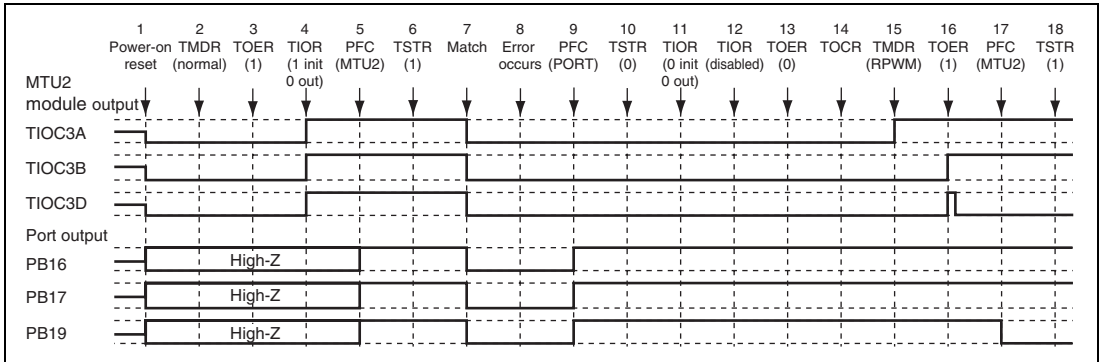 1 2 3 4 5 6 7 8 9 10 11 12 13 14 15 16 17 18
Power-on TMDR TOER TIOR PFC TSTR Match Error PFC TSTR TIOR TIOR TOER TOCR TMDR TOER PFC TSTR
reset (normal) (1) (1 init (MTU2) (1) occurs (PORT) (0) (0 init (disabled) (0) (RPWM) (1) (MTU2) (1)
0 out) 0 out)
MTU2
module output
TIOC3A
TIOC3B
TIOC3D
Port output
PB16 High-Z
PB17 High-Z
PB19 High-Z